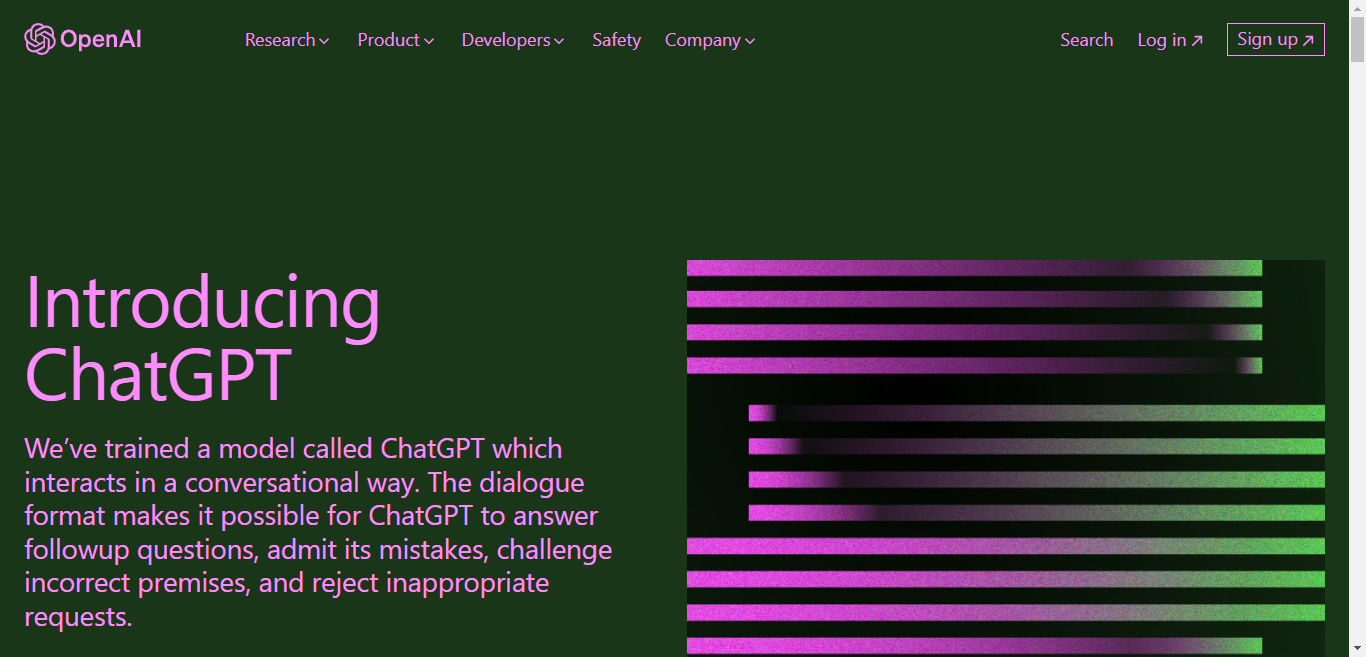 OpenAI Research Product Developers Safety Company Search Log in Sign up
Introducing
ChatGPT
We’ve trained a model called ChatGPT which
interacts in a conversational way. The dialogue
format makes it possible for ChatGPT to answer
followup questions, admit its mistakes, challenge
incorrect premises, and reject inappropriate
requests.